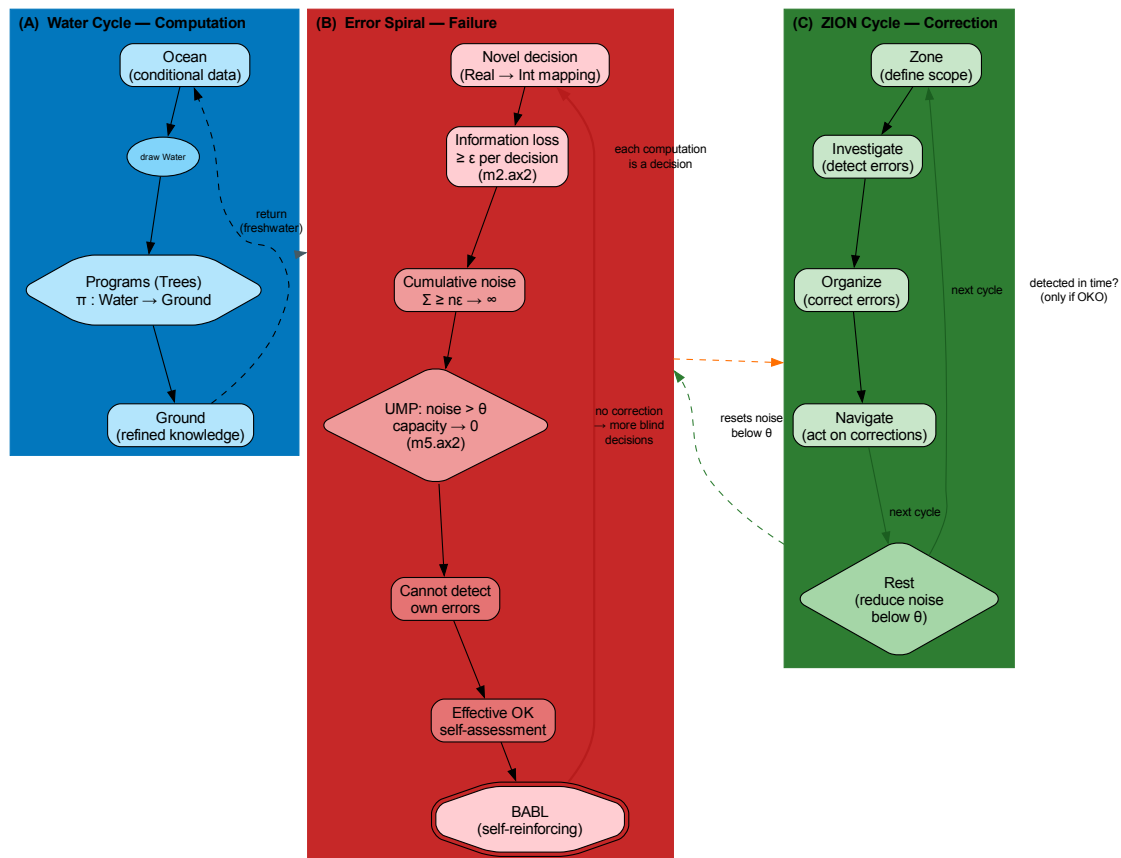 (A) Water Cycle — Computation
Ocean
(conditional data)
draw Water
return
(freshwater)
Programs (Trees)
π : Water → Ground
Ground
(refined knowledge)
(B) Error Spiral — Failure
Novel decision
(Real → Int mapping)
each computation
is a decision
Information loss
≥ ε per decision
(m2.ax2)
Cumulative noise
Σ ≥ nε → ∞
UMP: noise > θ
capacity → 0
(m5.ax2)
no correction
→ more blind
decisions
Cannot detect
own errors
Effective OK
self-assessment
BABL
(self-reinforcing)
(C) ZION Cycle — Correction
Zone
(define scope)
Investigate
(detect errors)
Organize
(correct errors)
next cycle
detected in time?
(only if OKO)
Navigate
(act on corrections)
resets noise
below θ
next cycle
Rest
(reduce noise
below θ)